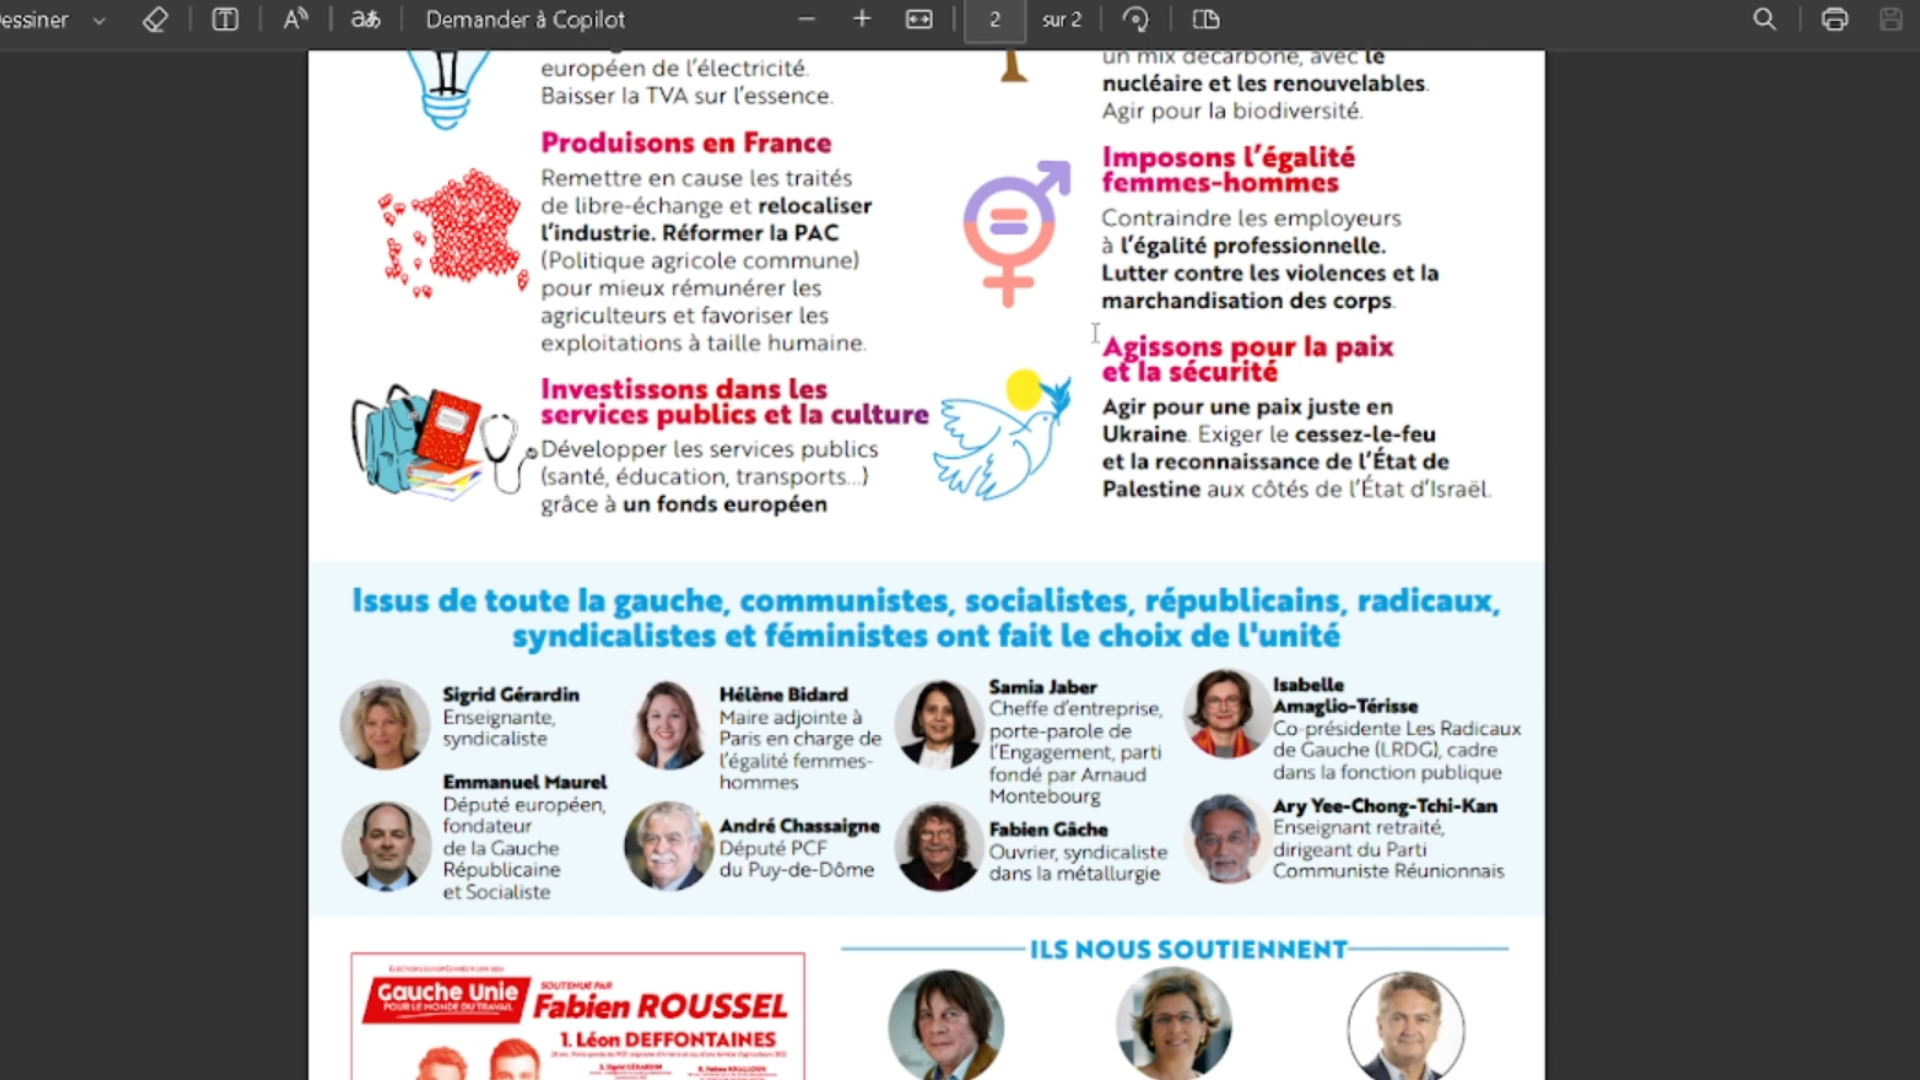 essiner
Demander à Copilot
2
sur 2
européen de l'électricité.
Baisser la TVA sur l'essence.
Produisons en France
Remettre en cause les traités
de libre-échange et relocaliser
l'industrie. Réformer la PAC
(Politique agricole commune)
pour mieux rémunérer les
agriculteurs et favoriser les
exploitations à taille humaine.
Investissons dans les
services publics et la culture
Développer les services publics
(santé, éducation, transports...)
grâce à un fonds européen
un mix décarboné, avec le
nucléaire et les renouvelables.
Agir pour la biodiversité.
Imposons l'égalité
femmes-hommes
Contraindre les employeurs
à l'égalité professionnelle.
Lutter contre les violences et la
marchandisation des corps.
Agissons pour la paix
et la sécurité
Agir pour une paix juste en
Ukraine. Exiger le cessez-le-feu
et la reconnaissance de l'État de
Palestine aux côtés de l'État d'Israël.
Issus de toute la gauche, communistes, socialistes, républicains, radicaux,
syndicalistes et féministes ont fait le choix de l'unité
Sigrid Gérardin
Enseignante,
syndicaliste
Hélène Bidard
Maire adjointe à
Paris en charge de
l'égalité femmes-
hommes
Samia Jaber
Cheffe d'entreprise,
porte-parole de
l'Engagement, parti
fondé par Arnaud
Montebourg
Isabelle
Amaglio-Térisse
Co-présidente Les Radicaux
de Gauche (LRDG), cadre
dans la fonction publique
Emmanuel Maurel
Député européen,
fondateur
de la Gauche
Républicaine
et Socialiste
André Chassaigne
Député PCF
du Puy-de-Dôme
Fabien Gâche
Ouvrier, syndicaliste
dans la métallurgie
Ary Yee-Chong-Tchi-Kan
Enseignant retraité,
dirigeant du Parti
Communiste Réunionnais
ILS NOUS SOUTIENNENT
Gauche Unie
POUR LE MONDE DU TRAVAIL
SOUTENUE PAR
Fabien ROUSSEL
1. Léon DEFFONTAINES